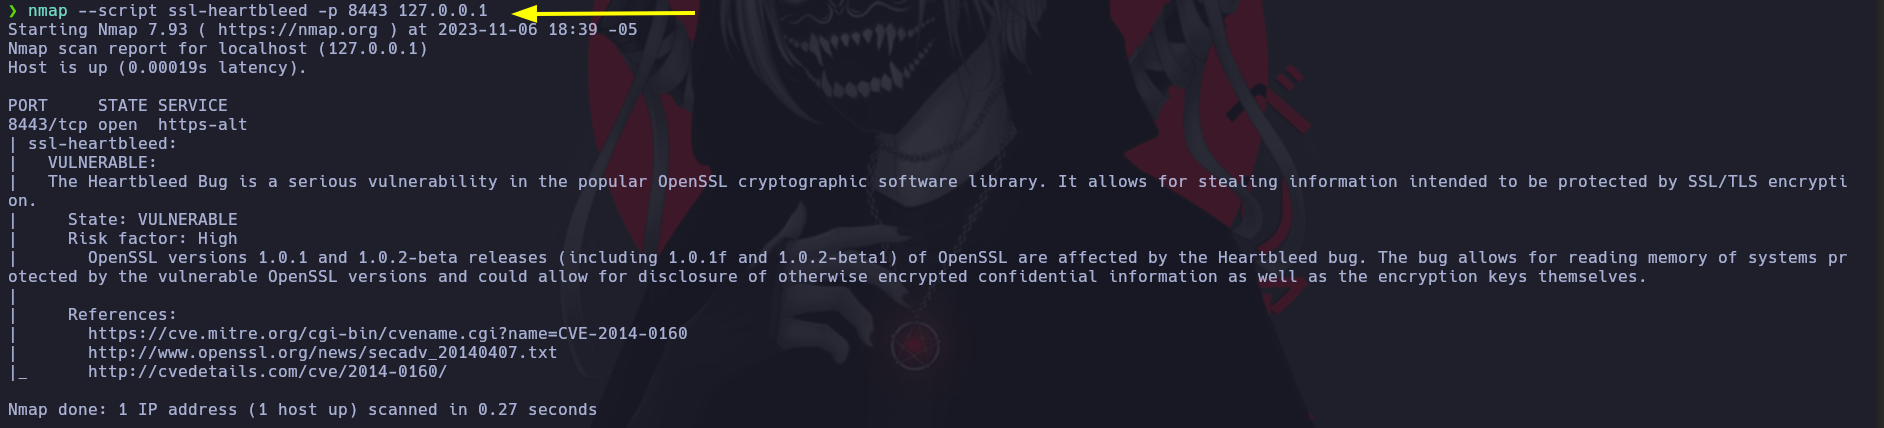 ❯ nmap --script ssl-heartbleed -p 8443 127.0.0.1
Starting Nmap 7.93 ( https://nmap.org ) at 2023-11-06 18:39 -05
Nmap scan report for localhost (127.0.0.1)
Host is up (0.00019s latency).
PORT     STATE SERVICE
8443/tcp open  https-alt
| ssl-heartbleed:
|   VULNERABLE:
|   The Heartbleed Bug is a serious vulnerability in the popular OpenSSL cryptographic software library. It allows for stealing information intended to be protected by SSL/TLS encrypti
on.
|     State: VULNERABLE
|     Risk factor: High
|       OpenSSL versions 1.0.1 and 1.0.2-beta releases (including 1.0.1f and 1.0.2-beta1) of OpenSSL are affected by the Heartbleed bug. The bug allows for reading memory of systems pr
otected by the vulnerable OpenSSL versions and could allow for disclosure of otherwise encrypted confidential information as well as the encryption keys themselves.
|
|     References:
|       https://cve.mitre.org/cgi-bin/cvename.cgi?name=CVE-2014-0160
|       http://www.openssl.org/news/secadv_20140407.txt
|_      http://cvedetails.com/cve/2014-0160/
Nmap done: 1 IP address (1 host up) scanned in 0.27 seconds